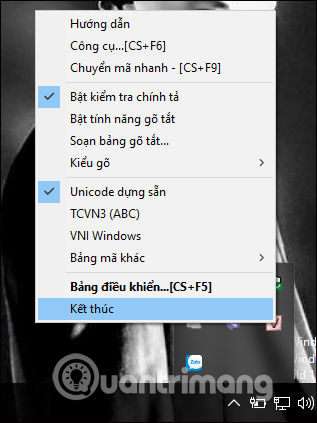 Hướng dẫn
Công cụ...[CS+F6]
Chuyển mã nhanh - [CS+F9]
Bật kiểm tra chính tả
Bật tính năng gõ tắt
Soạn bảng gõ tắt...
Kiểu gõ
Unicode dựng sẵn
TCVN3 (ABC)
VNI Windows
Bảng mã khác
Bảng điều khiển...[CS+F5]
Kết thúc
Zalo
Quantrimang